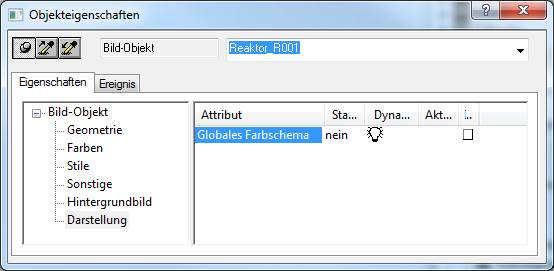 Objekteigenschaften
Bild-Objekt
Reaktor_R001
Eigenschaften
Ereignis
Bild-Objekt
Geometrie
Farben
Stile
Sonstige
Hintergrundbild
Darstellung
Attribut Sta... Dyna... Akt... I...
Globales Farbschema nein